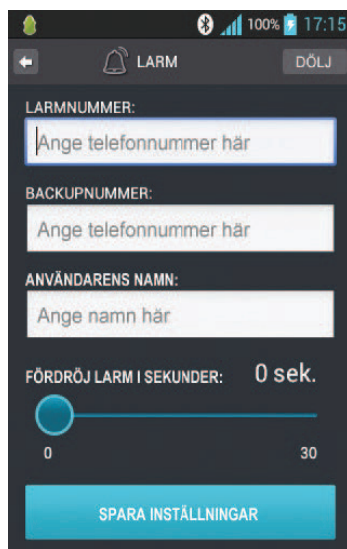 100% 17:15
LARM DÖLJ
LARMNUMMER:
Ange telefonnummer här
BACKUPNUMMER:
Ange telefonnummer här
ANVÄNDARENS NAMN:
Ange namn här
FÖRDRÖJ LARM I SEKUNDER: 0 sek.
0 30
SPARA INSTÄLLNINGAR